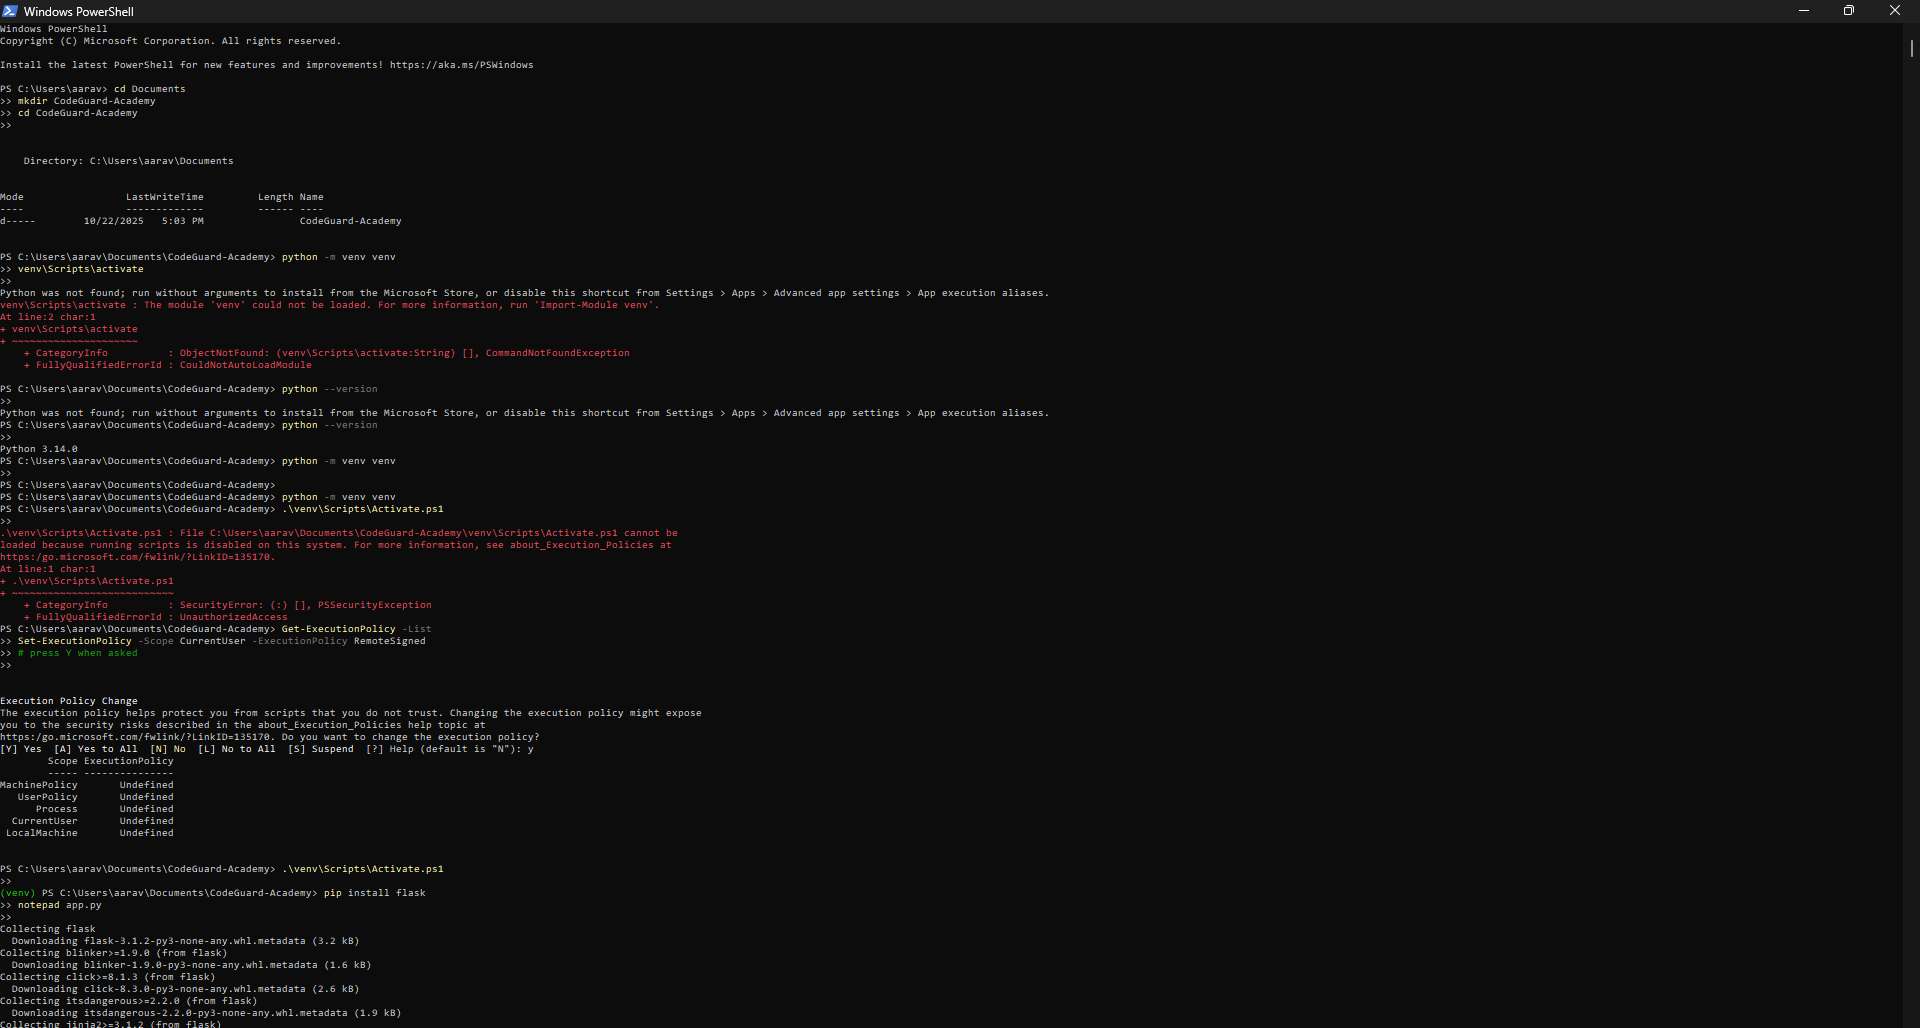 Windows PowerShell
Windows PowerShell
Copyright (C) Microsoft Corporation. All rights reserved.
Install the latest PowerShell for new features and improvements! https://aka.ms/PSWindows
PS C:\Users\aarav> cd Documents
>> mkdir CodeGuard-Academy
>> cd CodeGuard-Academy
>>
    Directory: C:\Users\aarav\Documents
Mode                 LastWriteTime         Length Name
----                 -------------         ------ ----
d-----        10/22/2025   5:03 PM                CodeGuard-Academy
PS C:\Users\aarav\Documents\CodeGuard-Academy> python -m venv venv
>> venv\Scripts\activate
>>
Python was not found; run without arguments to install from the Microsoft Store, or disable this shortcut from Settings > Apps > Advanced app settings > App execution aliases.
venv\Scripts\activate : The module 'venv' could not be loaded. For more information, run 'Import-Module venv'.
At line:2 char:1
+ venv\Scripts\activate
+ ~~~~~~~~~~~~~~~~~~~~~
    + CategoryInfo          : ObjectNotFound: (venv\Scripts\activate:String) [], CommandNotFoundException
    + FullyQualifiedErrorId : CouldNotAutoLoadModule
PS C:\Users\aarav\Documents\CodeGuard-Academy> python --version
>>
Python was not found; run without arguments to install from the Microsoft Store, or disable this shortcut from Settings > Apps > Advanced app settings > App execution aliases.
PS C:\Users\aarav\Documents\CodeGuard-Academy> python --version
>>
Python 3.14.0
PS C:\Users\aarav\Documents\CodeGuard-Academy> python -m venv venv
>>
PS C:\Users\aarav\Documents\CodeGuard-Academy>
PS C:\Users\aarav\Documents\CodeGuard-Academy> python -m venv venv
PS C:\Users\aarav\Documents\CodeGuard-Academy> .\venv\Scripts\Activate.ps1
>>
.\venv\Scripts\Activate.ps1 : File C:\Users\aarav\Documents\CodeGuard-Academy\venv\Scripts\Activate.ps1 cannot be
loaded because running scripts is disabled on this system. For more information, see about_Execution_Policies at
https:/go.microsoft.com/fwlink/?LinkID=135170.
At line:1 char:1
+ .\venv\Scripts\Activate.ps1
+ ~~~~~~~~~~~~~~~~~~~~~~~~~~~
    + CategoryInfo          : SecurityError: (:) [], PSSecurityException
    + FullyQualifiedErrorId : UnauthorizedAccess
PS C:\Users\aarav\Documents\CodeGuard-Academy> Get-ExecutionPolicy -List
>> Set-ExecutionPolicy -Scope CurrentUser -ExecutionPolicy RemoteSigned
>> # press Y when asked
>>
Execution Policy Change
The execution policy helps protect you from scripts that you do not trust. Changing the execution policy might expose
you to the security risks described in the about_Execution_Policies help topic at
https:/go.microsoft.com/fwlink/?LinkID=135170. Do you want to change the execution policy?
[Y] Yes  [A] Yes to All  [N] No  [L] No to All  [S] Suspend  [?] Help (default is "N"): y
        Scope ExecutionPolicy
        ----- ---------------
MachinePolicy       Undefined
   UserPolicy       Undefined
      Process       Undefined
  CurrentUser       Undefined
 LocalMachine       Undefined
PS C:\Users\aarav\Documents\CodeGuard-Academy> .\venv\Scripts\Activate.ps1
>>
(venv) PS C:\Users\aarav\Documents\CodeGuard-Academy> pip install flask
>> notepad app.py
>>
Collecting flask
  Downloading flask-3.1.2-py3-none-any.whl.metadata (3.2 kB)
Collecting blinker>=1.9.0 (from flask)
  Downloading blinker-1.9.0-py3-none-any.whl.metadata (1.6 kB)
Collecting click>=8.1.3 (from flask)
  Downloading click-8.3.0-py3-none-any.whl.metadata (2.6 kB)
Collecting itsdangerous>=2.2.0 (from flask)
  Downloading itsdangerous-2.2.0-py3-none-any.whl.metadata (1.9 kB)
Collecting jinja2>=3.1.2 (from flask)